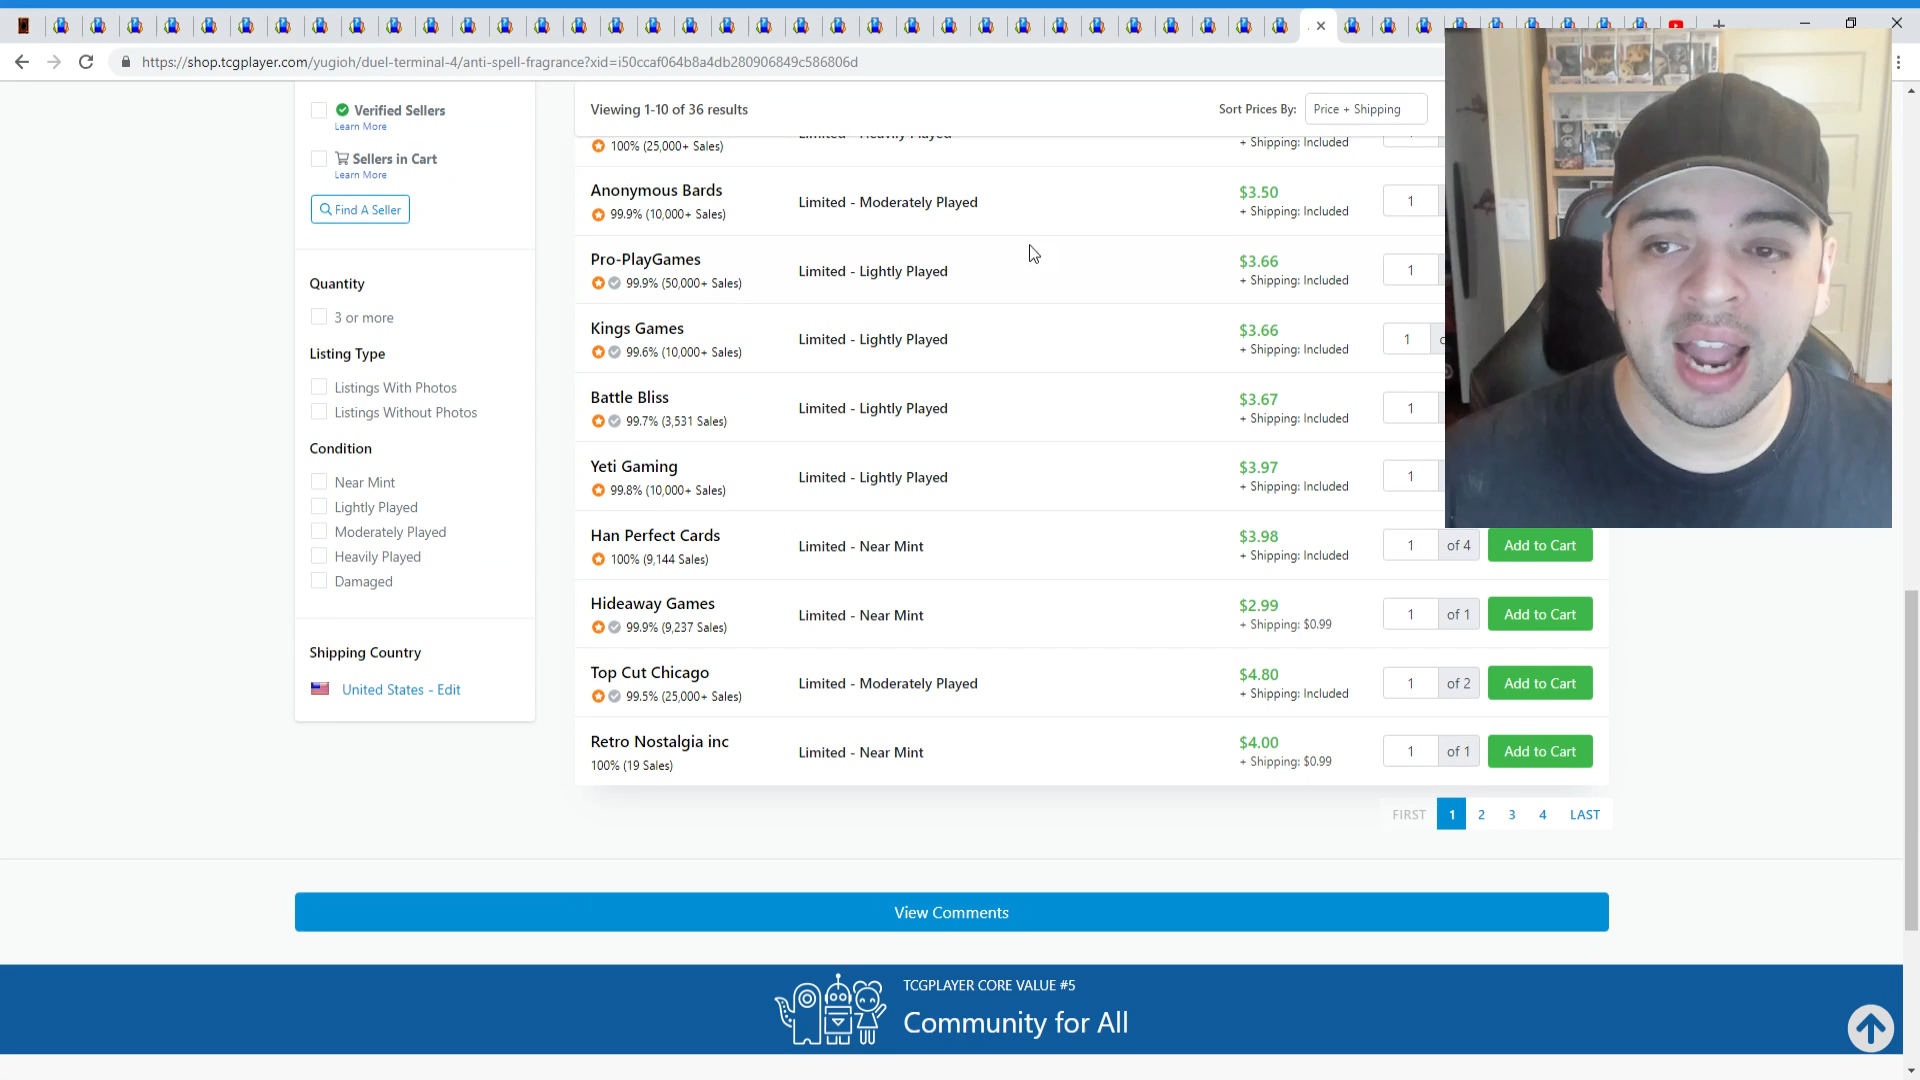 https://shop.tcgplayer.com/yugioh/duel-terminal-4/anti-spell-fragrance?xid=i50ccaf064b8a4db280906849c586806d
Verified Sellers
Learn More
Sellers in Cart
Learn More
Find A Seller
Quantity
3 or more
Listing Type
Listings With Photos
Listings Without Photos
Condition
Near Mint
Lightly Played
Moderately Played
Heavily Played
Damaged
Shipping Country
United States - Edit
Viewing 1-10 of 36 results
Sort Prices By: Price + Shipping
Limited - Heavily Played
100% (25,000+ Sales)
+ Shipping: Included
Anonymous Bards
99.9% (10,000+ Sales)
Limited - Moderately Played
$3.50
+ Shipping: Included
1
Pro-PlayGames
99.9% (50,000+ Sales)
Limited - Lightly Played
$3.66
+ Shipping: Included
1
Kings Games
99.6% (10,000+ Sales)
Limited - Lightly Played
$3.66
+ Shipping: Included
1
Battle Bliss
99.7% (3,531 Sales)
Limited - Lightly Played
$3.67
+ Shipping: Included
1
Yeti Gaming
99.8% (10,000+ Sales)
Limited - Lightly Played
$3.97
+ Shipping: Included
1
Han Perfect Cards
100% (9,144 Sales)
Limited - Near Mint
$3.98
+ Shipping: Included
1 of 4 Add to Cart
Hideaway Games
99.9% (9,237 Sales)
Limited - Near Mint
$2.99
+ Shipping: $0.99
1 of 1 Add to Cart
Top Cut Chicago
99.5% (25,000+ Sales)
Limited - Moderately Played
$4.80
+ Shipping: Included
1 of 2 Add to Cart
Retro Nostalgia inc
100% (19 Sales)
Limited - Near Mint
$4.00
+ Shipping: $0.99
1 of 1 Add to Cart
FIRST 1 2 3 4 LAST
View Comments
TCGPLAYER CORE VALUE #5
Community for All